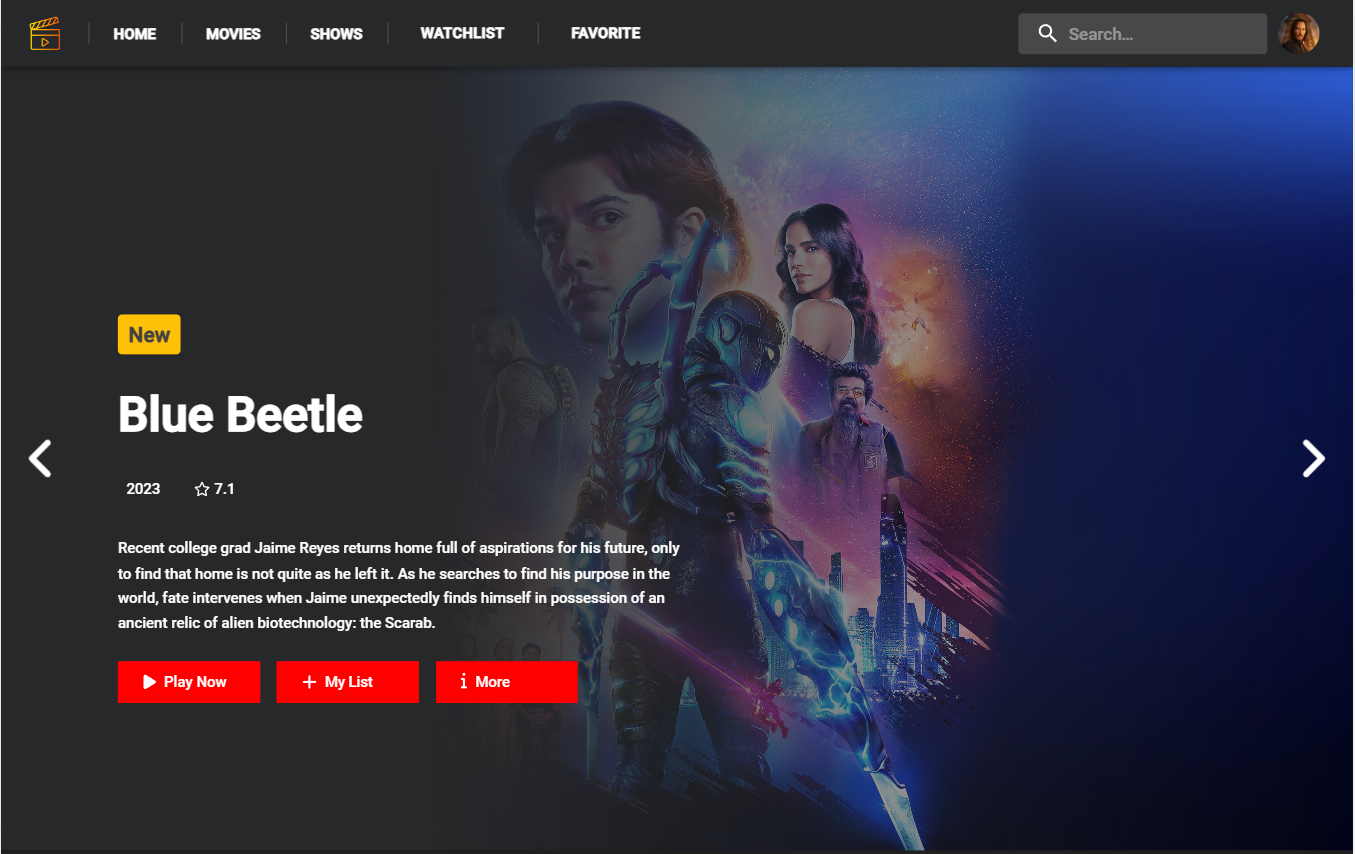 HOME
MOVIES
SHOWS
WATCHLIST
FAVORITE
Search...
New
Blue Beetle
2023
7.1
Recent college grad Jaime Reyes returns home full of aspirations for his future, only
to find that home is not quite as he left it. As he searches to find his purpose in the
world, fate intervenes when Jaime unexpectedly finds himself in possession of an
ancient relic of alien biotechnology: the Scarab.
Play Now
My List
More